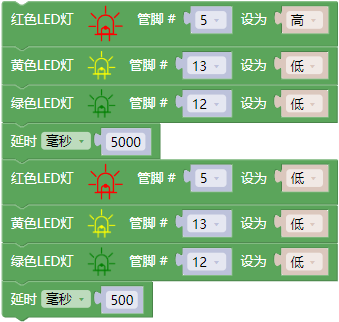 红色LED灯 管脚 # 5 设为 高
黄色LED灯 管脚 # 13 设为 低
绿色LED灯 管脚 # 12 设为 低
延时 毫秒 5000
红色LED灯 管脚 # 5 设为 低
黄色LED灯 管脚 # 13 设为 低
绿色LED灯 管脚 # 12 设为 低
延时 毫秒 500